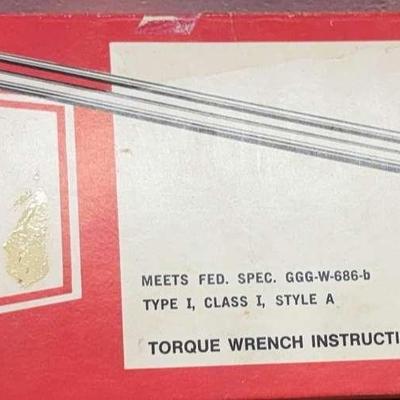 MEETS FED. SPEC. GGG-W-686-b
TYPE I, CLASS I, STYLE A
TORQUE WRENCH INSTRUCTI